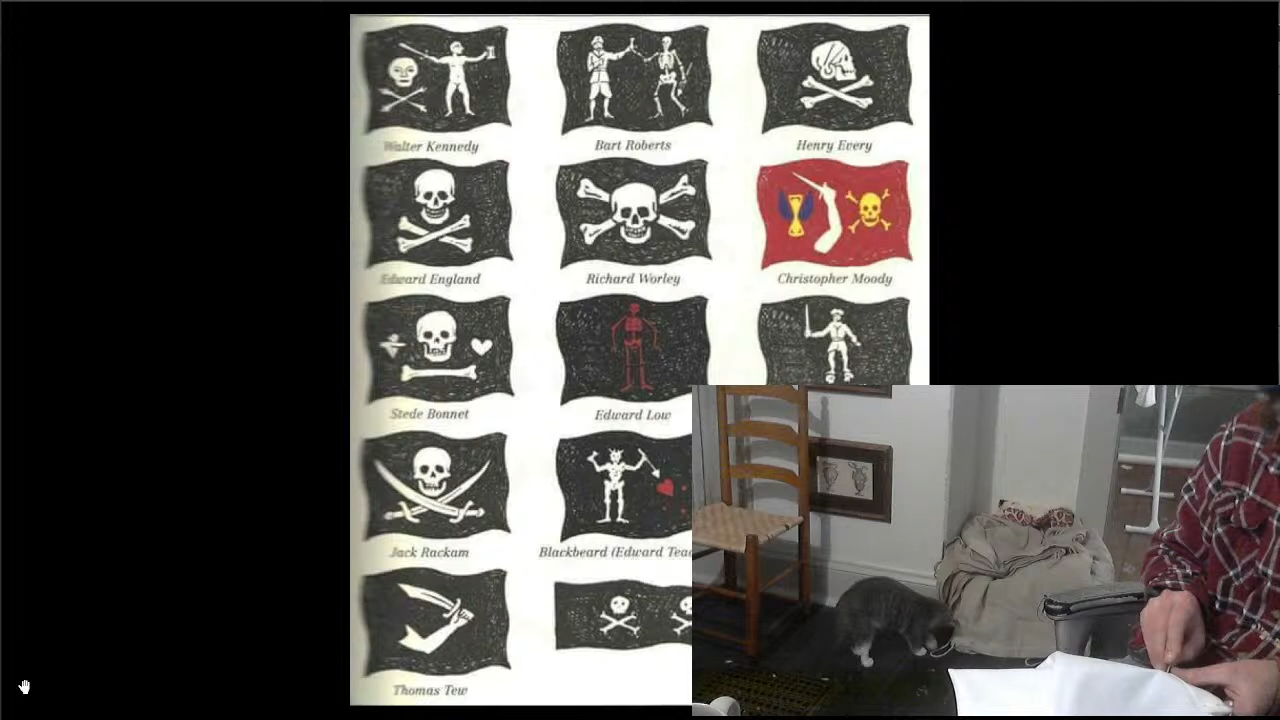 Walter Kennedy
Bart Roberts
Henry Every
Edward England
Richard Worley
Christopher Moody
Stede Bonnet
Edward Low
Jack Rackam
Blackbeard (Edward
Thomas Tew